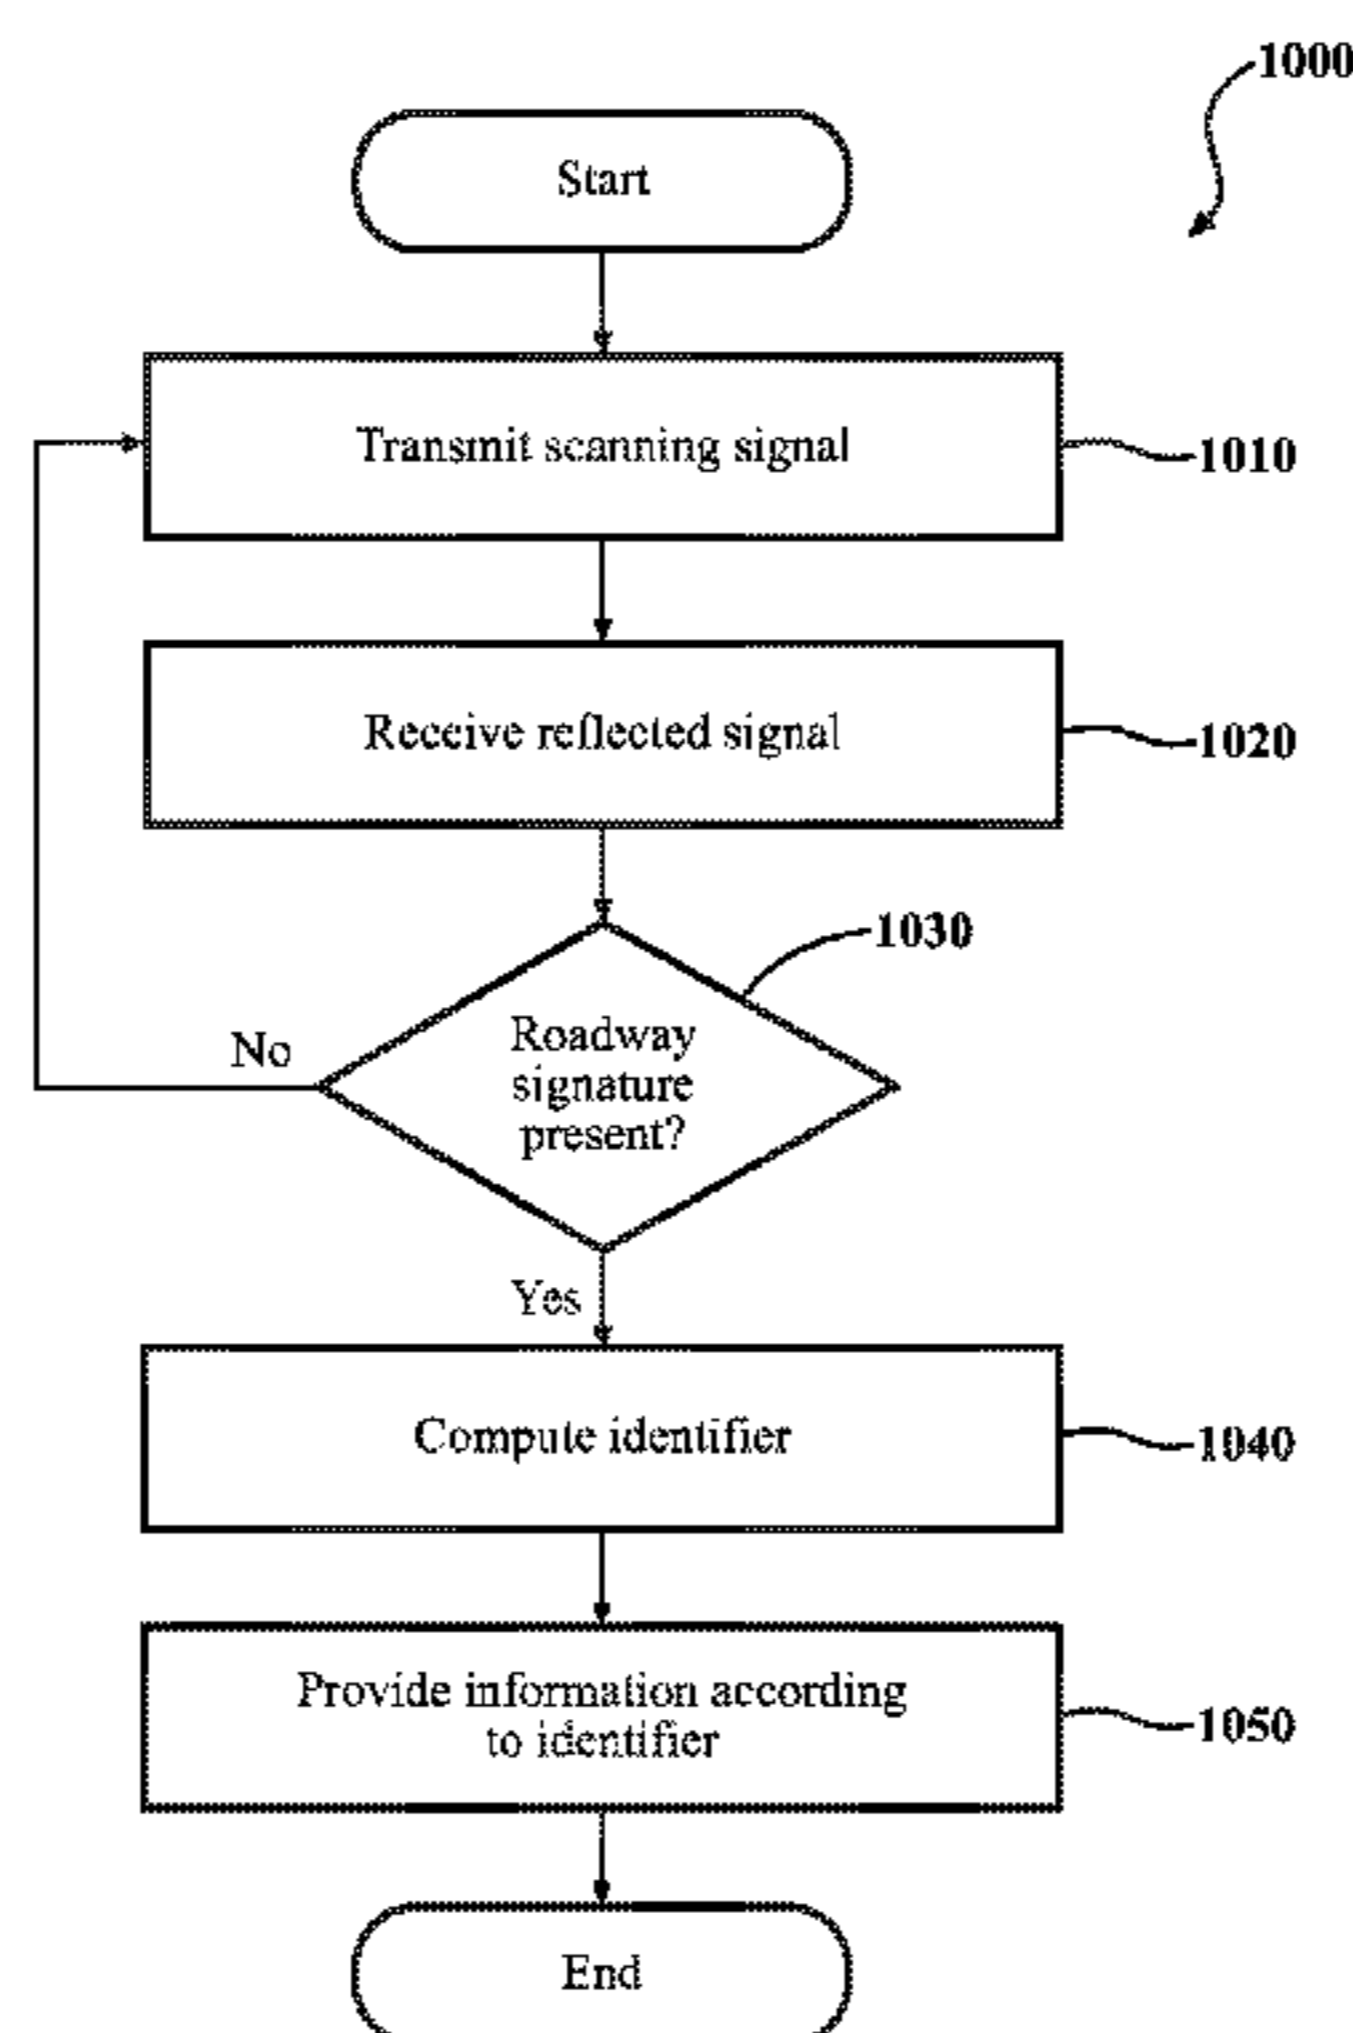 1000
Start
Transmit scanning signal
1010
Receive reflected signal
1020
1030
Roadway
signature
present?
No
Yes
Compute identifier
1040
Provide information according
to identifier
1050
End